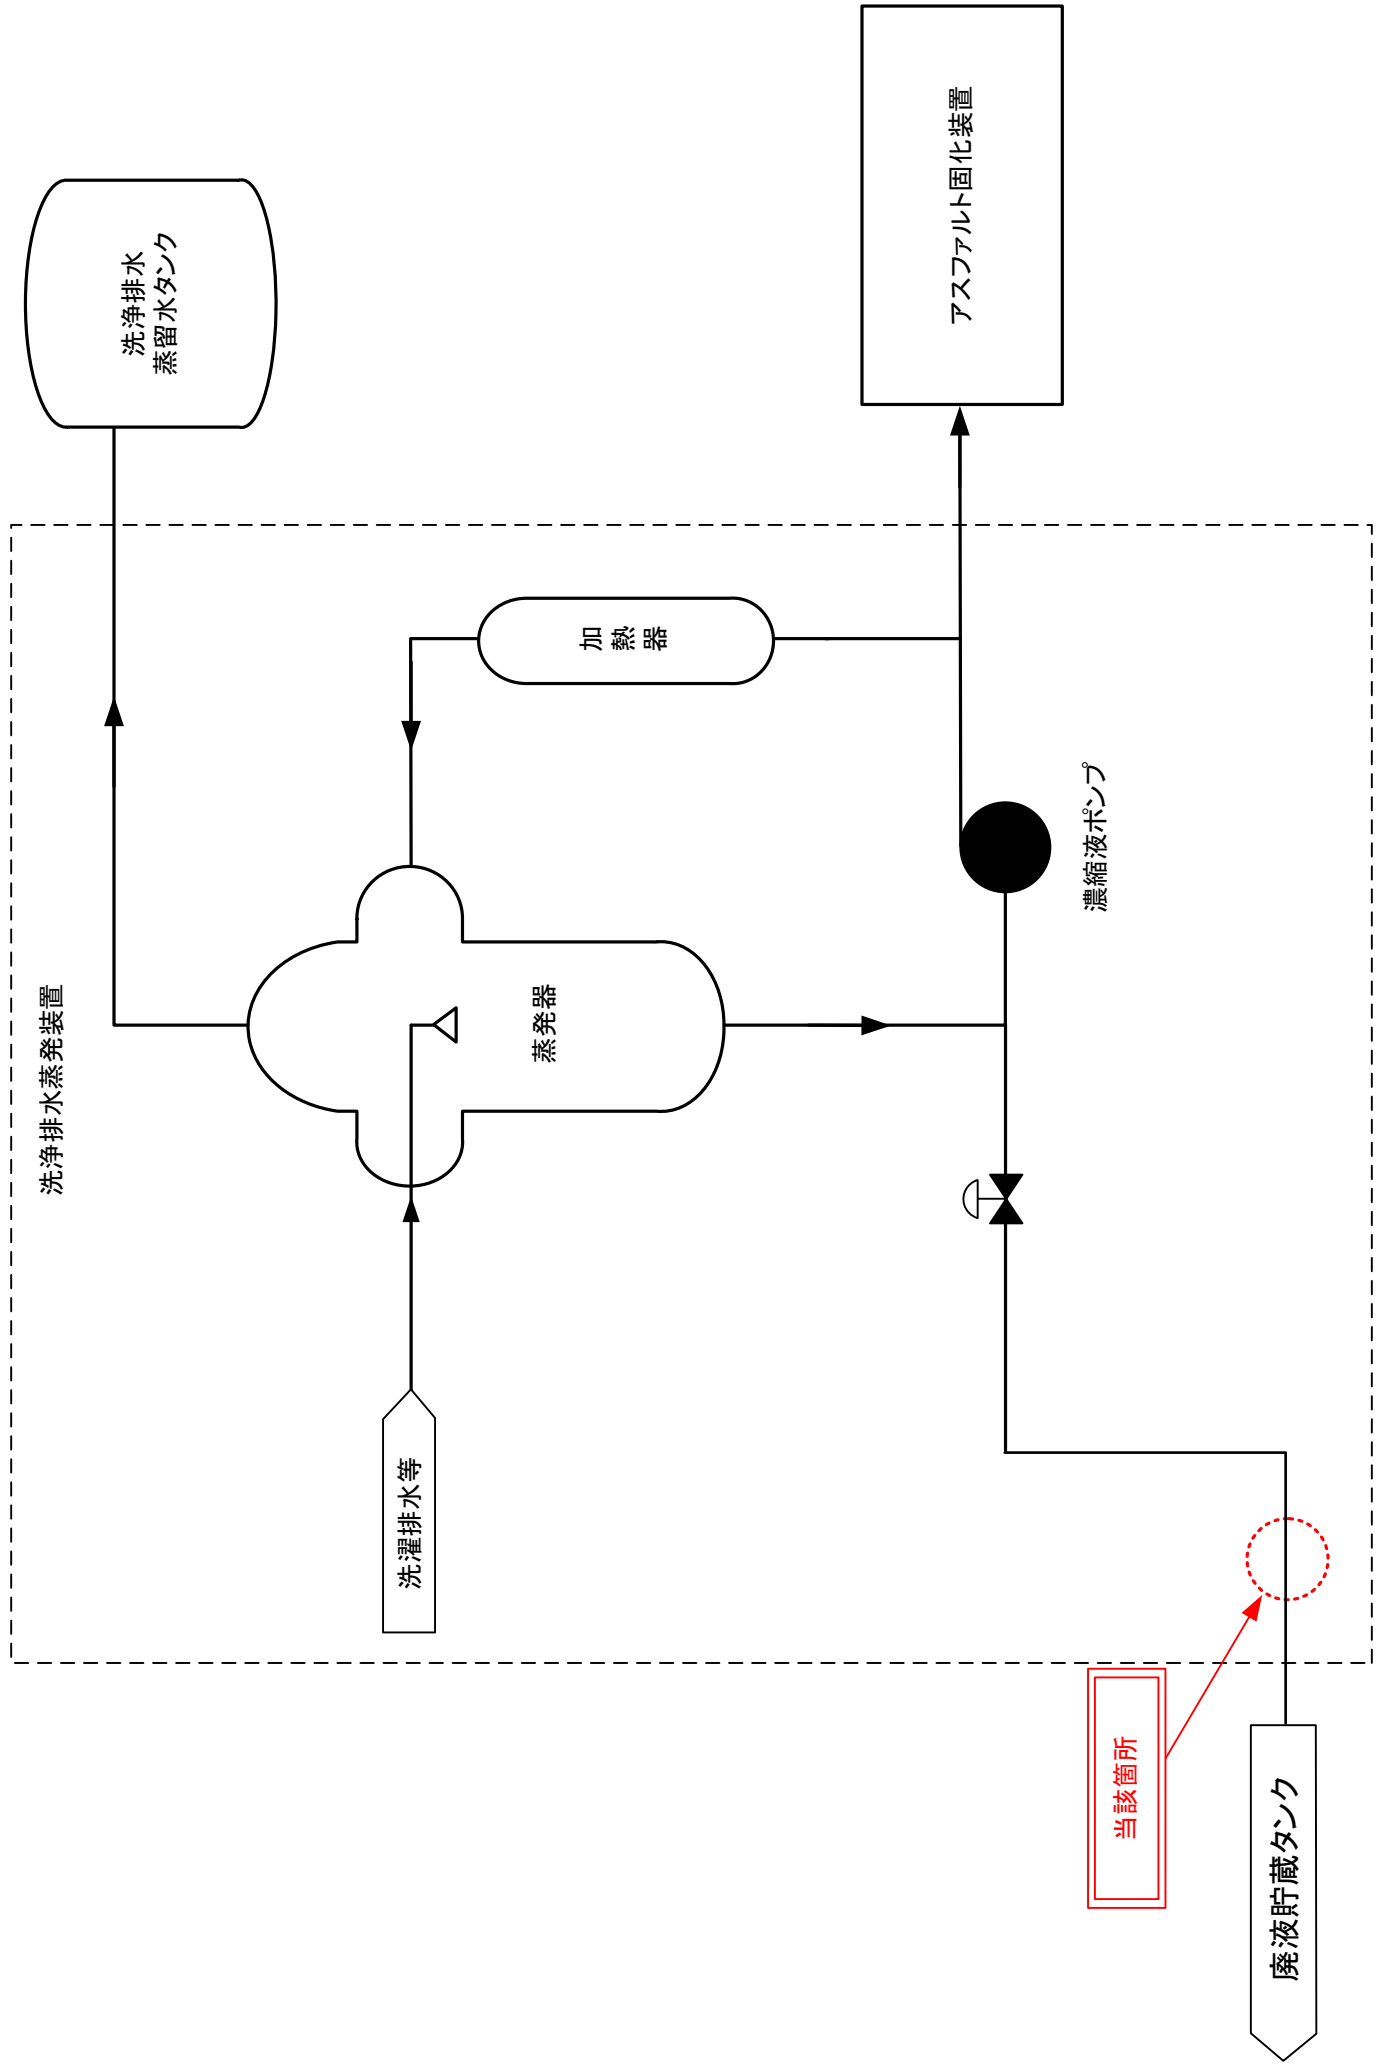 洗浄排水蒸発装置
洗浄排水
蒸留水タンク
洗濯排水等
蒸発器
加熱器
濃縮液ポンプ
アスファルト固化装置
当該箇所
廃液貯蔵タンク